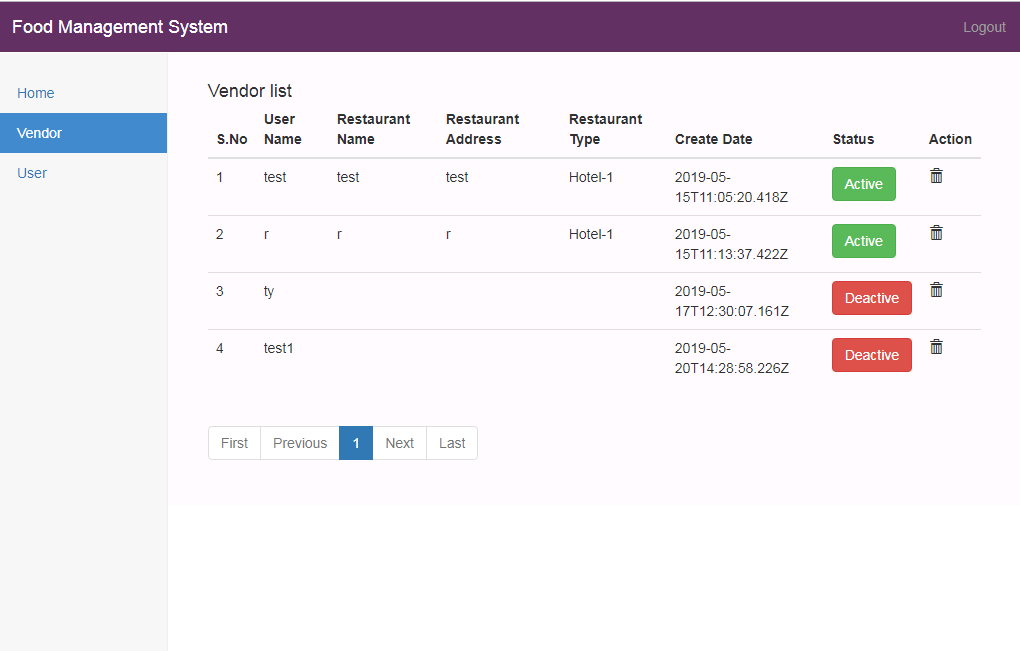 Food Management System Logout
Home
Vendor
User
Vendor list
S.No User Name Restaurant Name Restaurant Address Restaurant Type Create Date Status Action
1 test test test Hotel-1 2019-05-15T11:05:20.418Z Active
2 r r r Hotel-1 2019-05-15T11:13:37.422Z Active
3 ty 2019-05-17T12:30:07.161Z Deactive
4 test1 2019-05-20T14:28:58.226Z Deactive
First Previous 1 Next Last